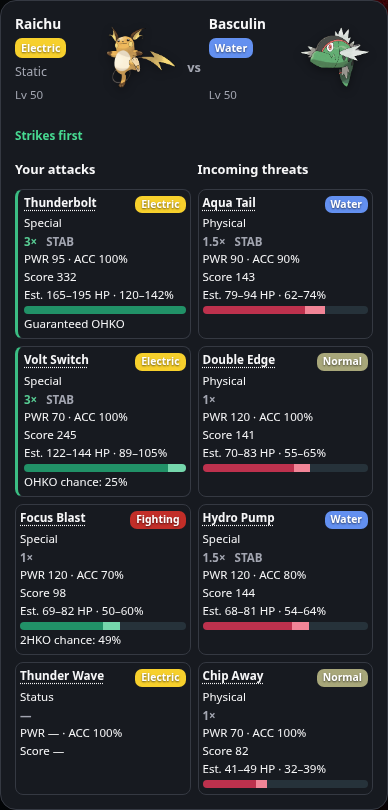 Raichu
Electric
Static
Lv 50
vs
Basculin
Water
Lv 50
Strikes first
Your attacks
Thunderbolt Electric
Special
3× STAB
PWR 95 · ACC 100%
Score 332
Est. 165–195 HP · 120–142%
Guaranteed OHKO
Volt Switch Electric
Special
3× STAB
PWR 70 · ACC 100%
Score 245
Est. 122–144 HP · 89–105%
OHKO chance: 25%
Focus Blast Fighting
Special
1×
PWR 120 · ACC 70%
Score 98
Est. 69–82 HP · 50–60%
2HKO chance: 49%
Thunder Wave Electric
Status
—
PWR — · ACC 100%
Score —
Incoming threats
Aqua Tail Water
Physical
1.5× STAB
PWR 90 · ACC 90%
Score 143
Est. 79–94 HP · 62–74%
Double Edge Normal
Physical
1×
PWR 120 · ACC 100%
Score 141
Est. 70–83 HP · 55–65%
Hydro Pump Water
Special
1.5× STAB
PWR 120 · ACC 80%
Score 144
Est. 68–81 HP · 54–64%
Chip Away Normal
Physical
1×
PWR 70 · ACC 100%
Score 82
Est. 41–49 HP · 32–39%